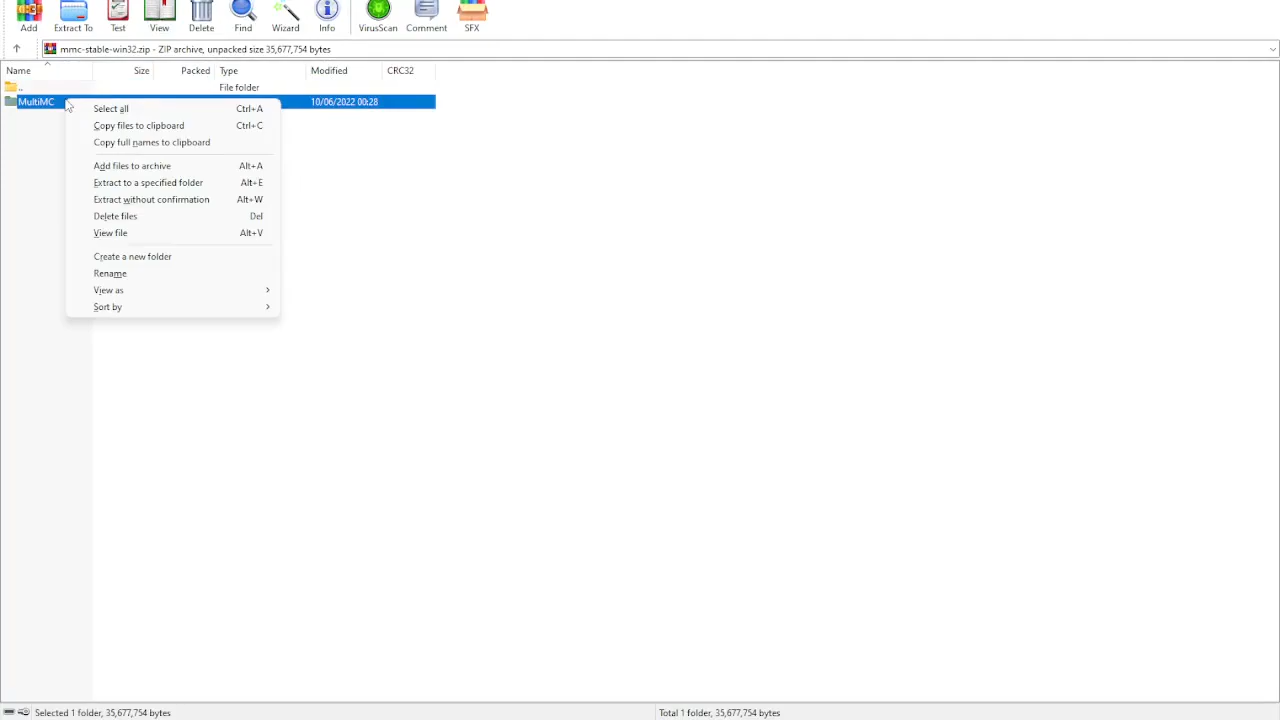 Add Extract To Test View Delete Find Wizard Info VirusScan Comment SFX
mmc-stable-win32.zip - ZIP archive, unpacked size 35,677,754 bytes
Name Size Packed Type Modified CRC32
.. File folder
MultiMC 10/06/2022 00:28
Select all Ctrl+A
Copy files to clipboard Ctrl+C
Copy full names to clipboard
Add files to archive Alt+A
Extract to a specified folder Alt+E
Extract without confirmation Alt+W
Delete files Del
View file Alt+V
Create a new folder
Rename
View as
Sort by
Selected 1 folder, 35,677,754 bytes Total 1 folder, 35,677,754 bytes